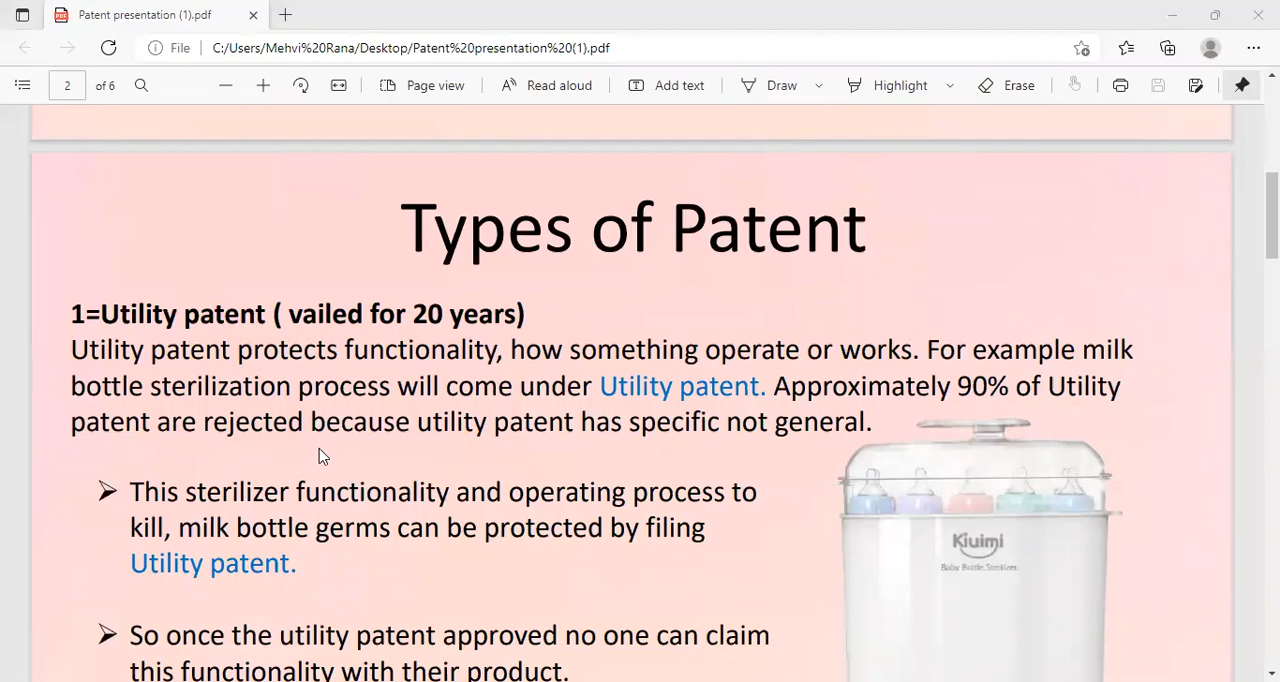 Patent presentation (1).pdf
File
C:/Users/Mehvi%20Rana/Desktop/Patent%20presentation%20(1).pdf
2 of 6 Page view Read aloud Add text Draw Highlight Erase
Types of Patent
1=Utility patent ( vailed for 20 years)
Utility patent protects functionality, how something operate or works. For example milk
bottle sterilization process will come under Utility patent. Approximately 90% of Utility
patent are rejected because utility patent has specific not general.
➢ This sterilizer functionality and operating process to
kill, milk bottle germs can be protected by filing
Utility patent.
Kiuimi
Baby Bottle Sterilizer
➢ So once the utility patent approved no one can claim
this functionality with their product.